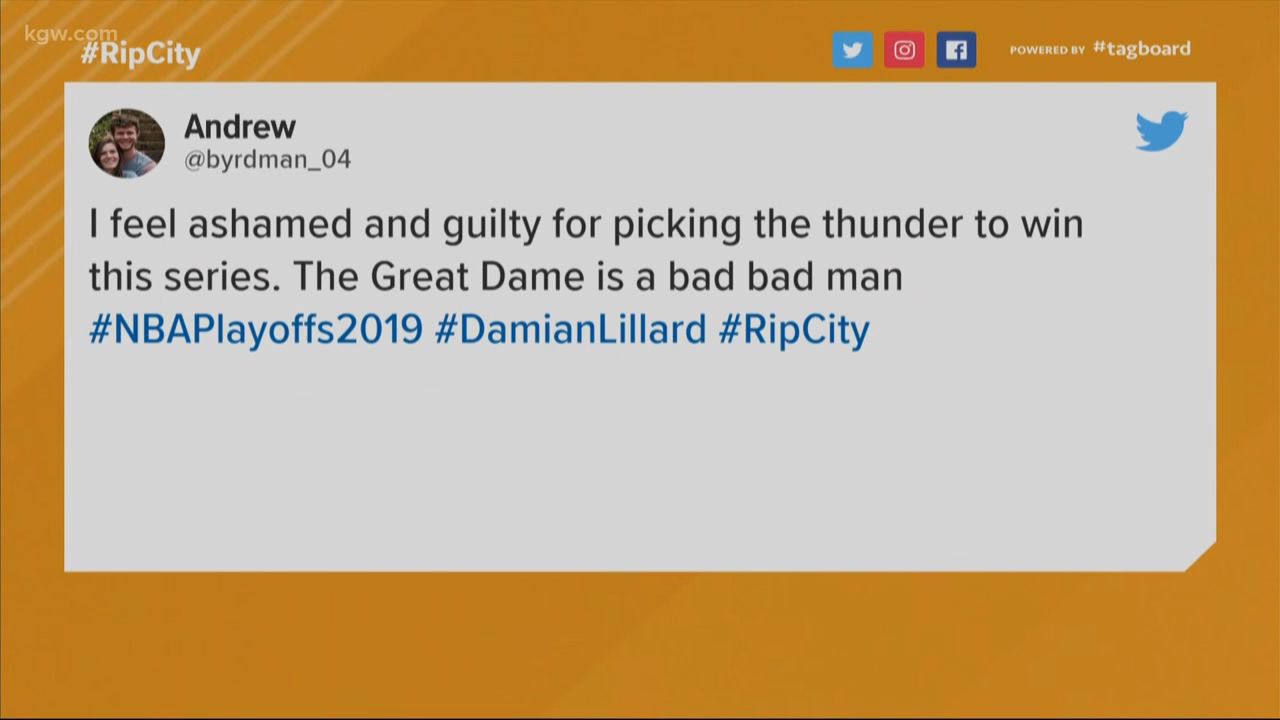 kgw.com
#RipCity
POWERED BY #tagboard
Andrew
@byrdman_04
I feel ashamed and guilty for picking the thunder to win
this series. The Great Dame is a bad bad man
#NBAPlayoffs2019 #DamianLillard #RipCity